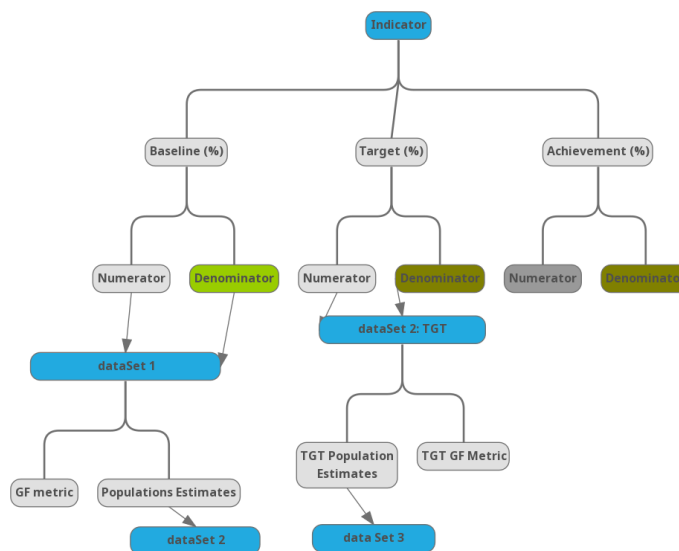 Indicator
Baseline (%)
Target (%)
Achievement (%)
Numerator
Denominator
Numerator
Denominator
Numerator
Denominato
dataSet 2: TGT
dataSet 1
TGT Population
Estimates
TGT GF Metric
GF metric
Populations Estimates
dataSet 2
data Set 3